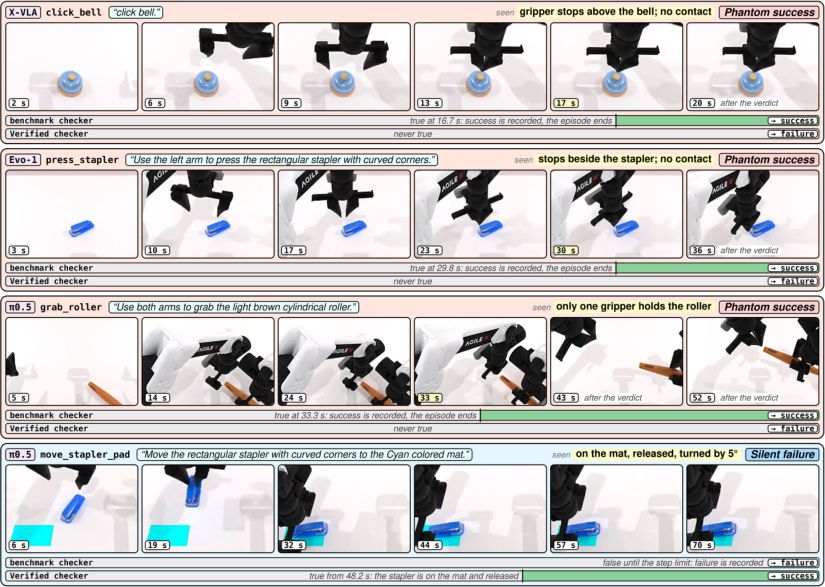 X-VLA click_bell "click bell." seen gripper stops above the bell; no contact Phantom success
2 s 6 s 9 s 13 s 17 s 20 s after the verdict
benchmark checker true at 16.7 s: success is recorded, the episode ends → success
Verified checker never true → failure
Evo-1 press_stapler "Use the left arm to press the rectangular stapler with curved corners." seen stops beside the stapler; no contact Phantom success
AGILE AGILE AGILE AGILE
3 s 10 s 17 s 23 s 30 s 36 s after the verdict
benchmark checker true at 29.8 s: success is recorded, the episode ends → success
Verified checker never true → failure
π0.5 grab_roller "Use both arms to grab the light brown cylindrical roller." seen only one gripper holds the roller Phantom success
AGILE AGILE AGILE
5 s 14 s 24 s 33 s 43 s after the verdict 52 s after the verdict
benchmark checker true at 33.3 s: success is recorded, the episode ends → success
Verified checker never true → failure
π0.5 move_stapler_pad "Move the rectangular stapler with curved corners to the Cyan colored mat." seen on the mat, released, turned by 5° Silent failure
6 s 19 s 32 s 44 s 57 s 70 s
benchmark checker false until the step limit: failure is recorded → failure
Verified checker true from 48.2 s: the stapler is on the mat and released → success